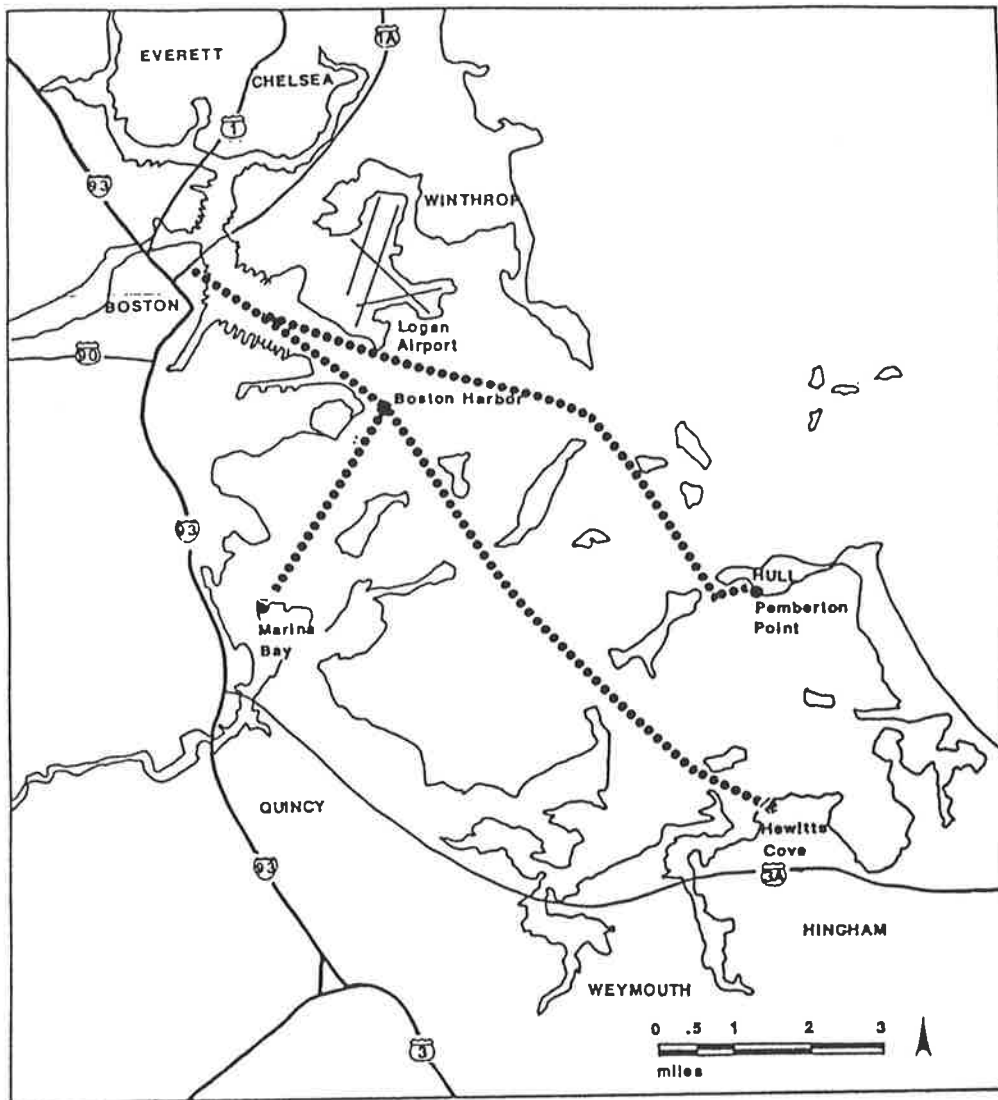 EVERETT
1A
CHELSEA
1
93
WINTHROP
BOSTON
Logan
Airport
90
Boston Harbor
93
HULL
Pemberton
Point
Marina
Bay
QUINCY
Hewitts
Cove
93
3A
HINGHAM
WEYMOUTH
0 .5 1 2 3
miles
3